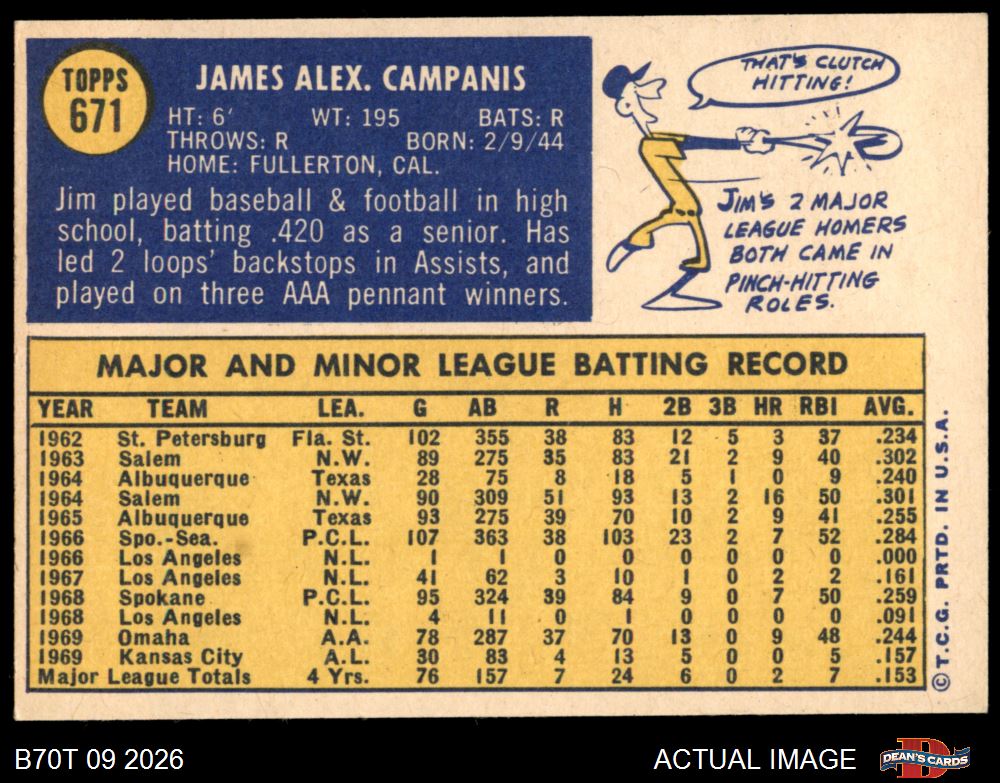 TOPPS
671
JAMES ALEX. CAMPANIS
HT: 6' WT: 195 BATS: R
THROWS: R BORN: 2/9/44
HOME: FULLERTON, CAL.
Jim played baseball & football in high
school, batting .420 as a senior. Has
led 2 loops' backstops in Assists, and
played on three AAA pennant winners.
THAT'S CLUTCH
HITTING!
JIM'S 2 MAJOR
LEAGUE HOMERS
BOTH CAME IN
PINCH-HITTING
ROLES.
MAJOR AND MINOR LEAGUE BATTING RECORD
YEAR TEAM LEA. G AB R H 2B 3B HR RBI AVG.
1962 St. Petersburg Fla. St. 102 355 38 83 12 5 3 37 .234
1963 Salem N.W. 89 275 35 83 21 2 9 40 .302
1964 Albuquerque Texas 28 75 8 18 5 1 0 9 .240
1964 Salem N.W. 90 309 51 93 13 2 16 50 .301
1965 Albuquerque Texas 93 275 39 70 10 2 9 41 .255
1966 Spo.-Sea. P.C.L. 107 363 38 103 23 2 7 52 .284
1966 Los Angeles N.L. 1 1 0 0 0 0 0 0 .000
1967 Los Angeles N.L. 41 62 3 10 1 0 2 2 .161
1968 Spokane P.C.L. 95 324 39 84 9 0 7 50 .259
1968 Los Angeles N.L. 4 11 0 1 0 0 0 0 .091
1969 Omaha A.A. 78 287 37 70 13 0 9 48 .244
1969 Kansas City A.L. 30 83 4 13 5 0 0 5 .157
Major League Totals 4 Yrs. 76 157 7 24 6 0 2 7 .153
©T.C.G. PRTD. IN U.S.A.
B70T 09 2026
ACTUAL IMAGE
D
DEAN'S CARDS